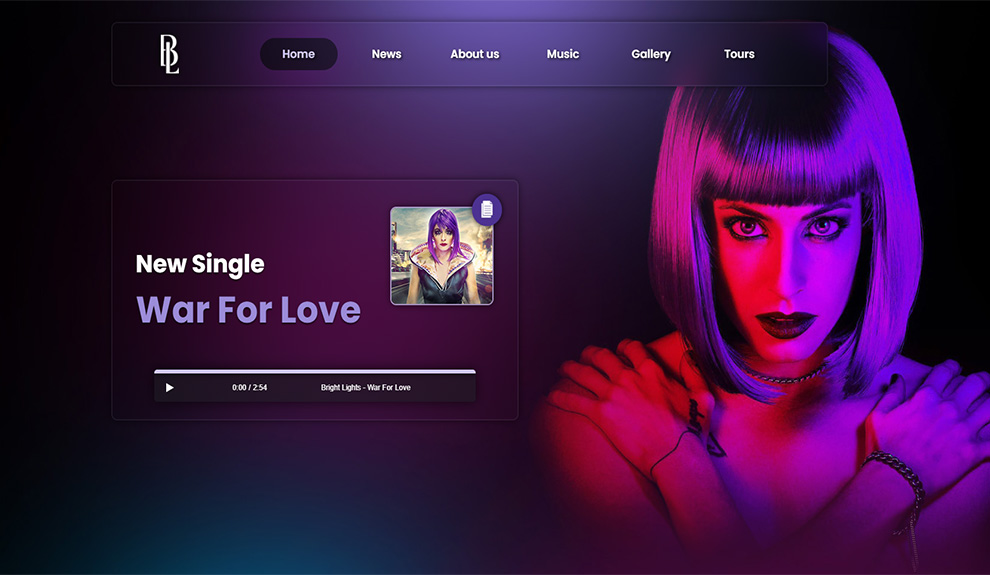 BL
Home
News
About us
Music
Gallery
Tours
New Single
War For Love
0:00 / 2:54
Bright Lights - War For Love